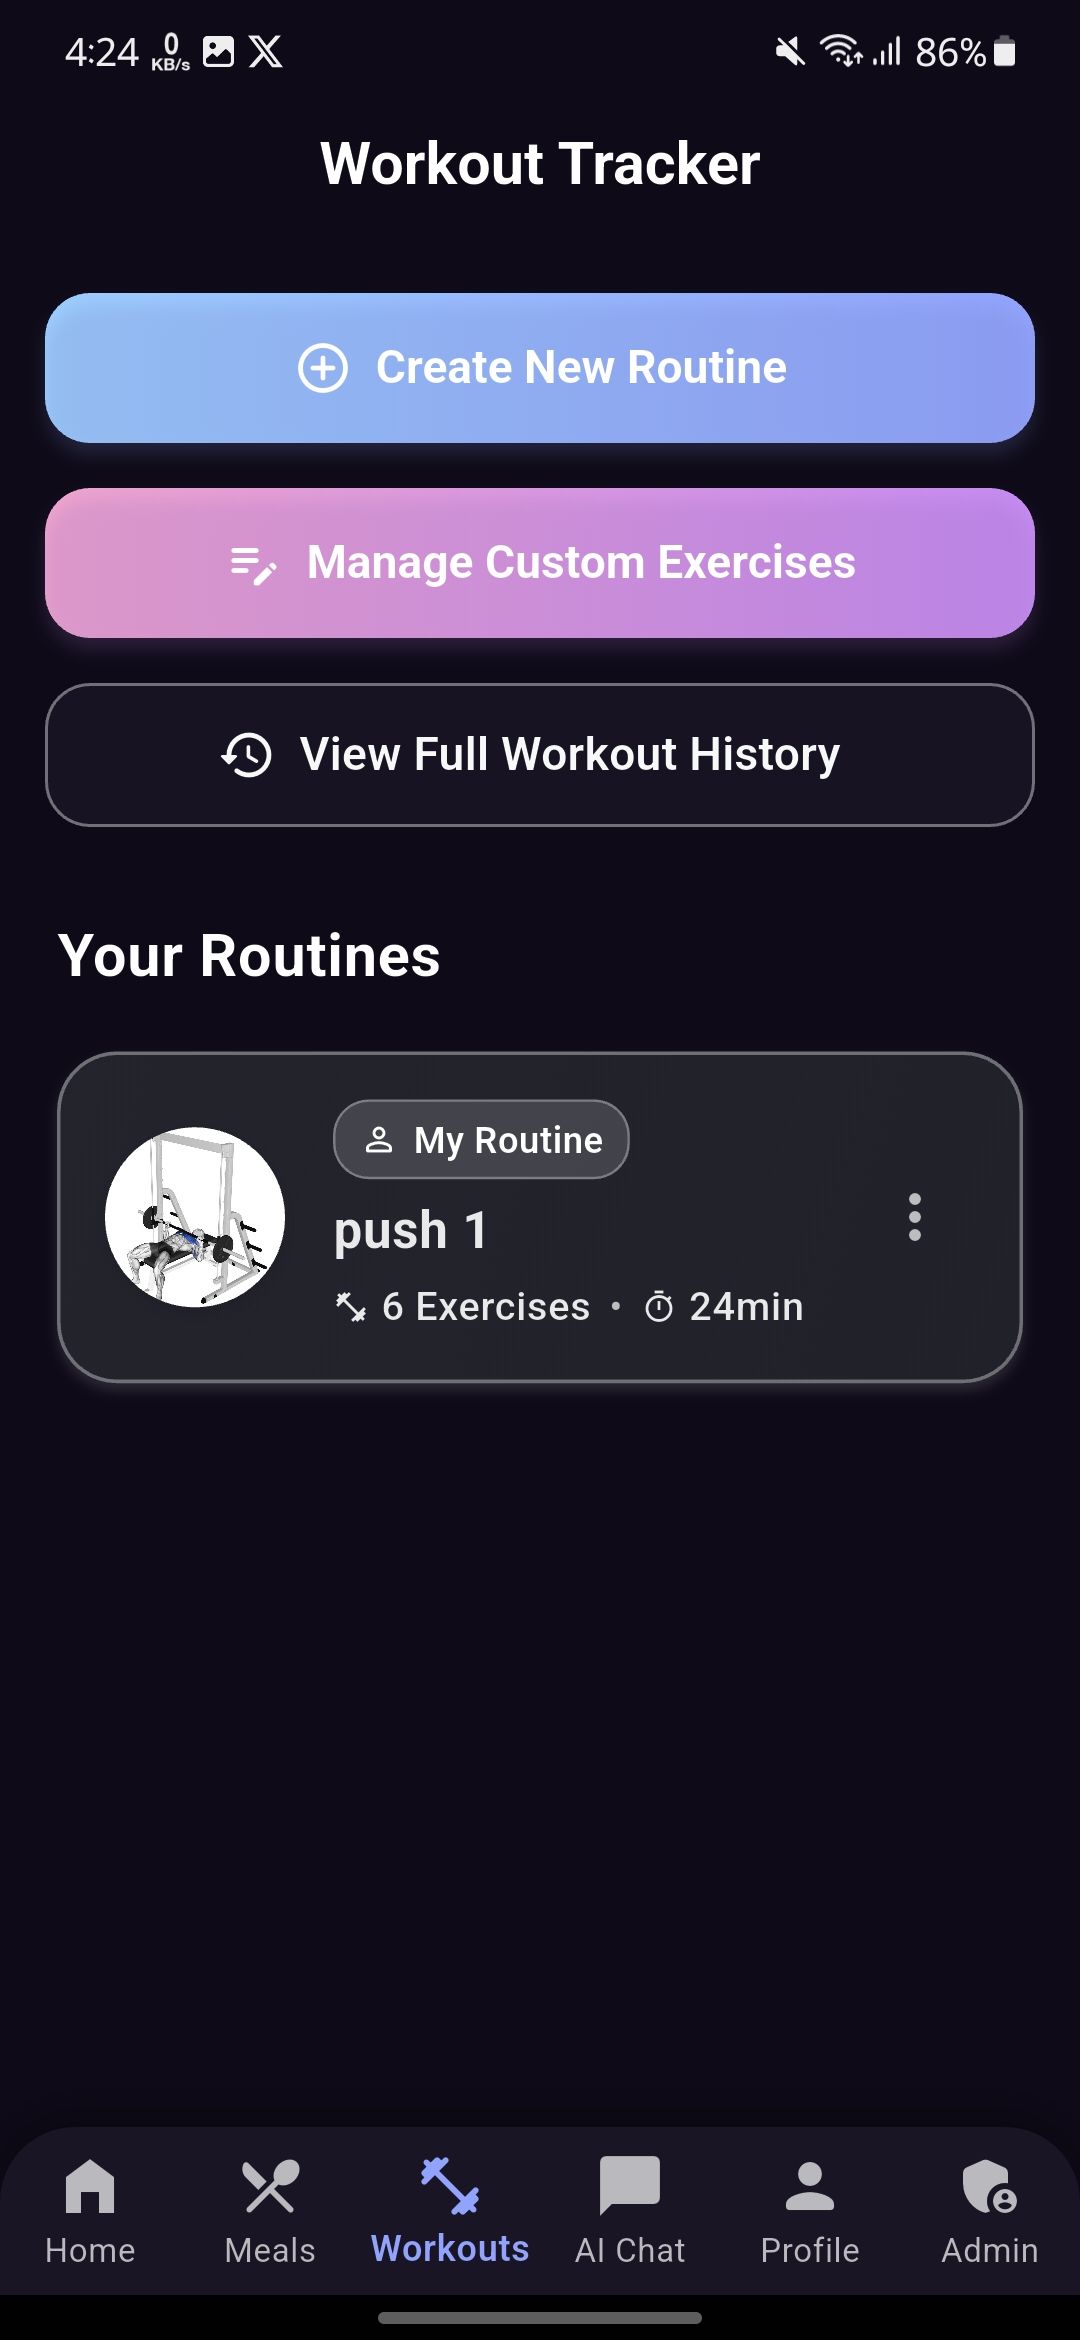 4:24 0 KB/s 86%
Workout Tracker
Create New Routine
Manage Custom Exercises
View Full Workout History
Your Routines
My Routine
push 1
6 Exercises • 24min
Home Meals Workouts AI Chat Profile Admin